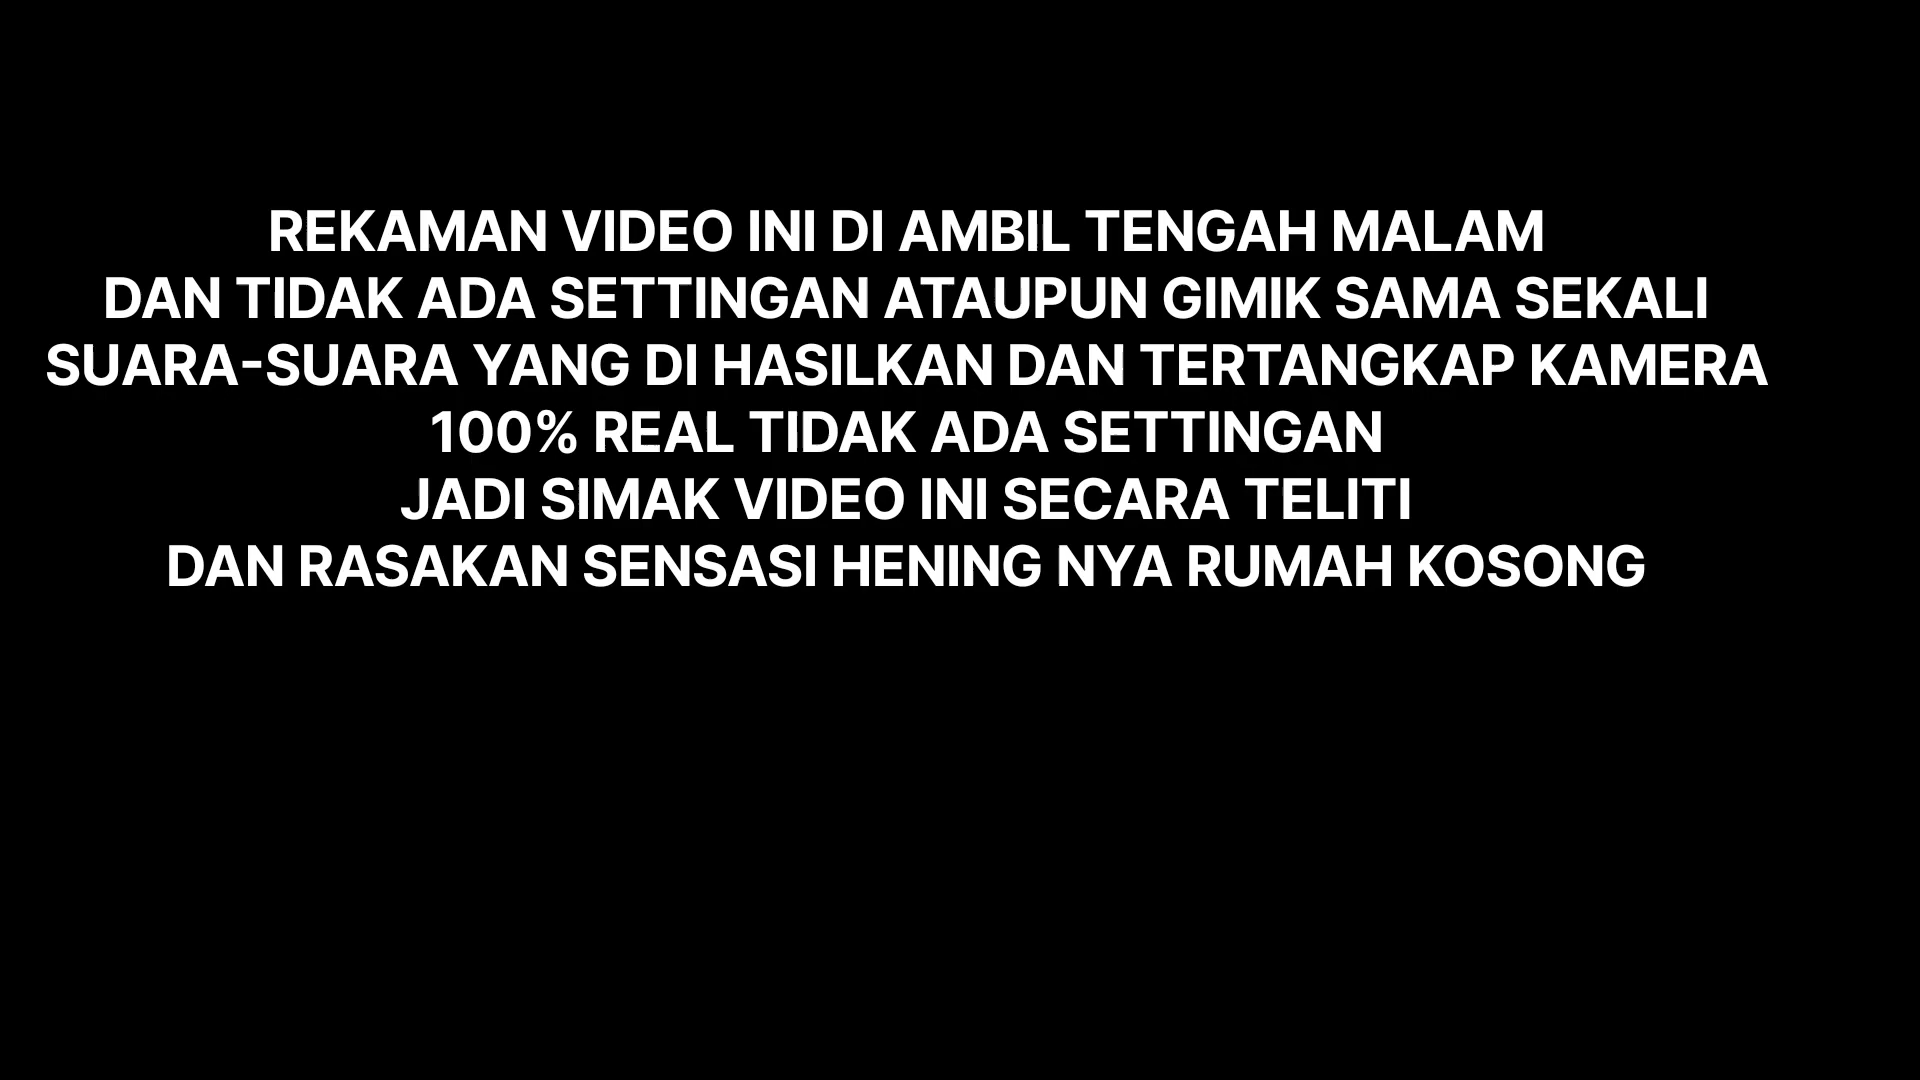 REKAMAN VIDEO INI DI AMBIL TENGAH MALAM
DAN TIDAK ADA SETTINGAN ATAUPUN GIMIK SAMA SEKALI
SUARA-SUARA YANG DI HASILKAN DAN TERTANGKAP KAMERA
100% REAL TIDAK ADA SETTINGAN
JADI SIMAK VIDEO INI SECARA TELITI
DAN RASAKAN SENSASI HENING NYA RUMAH KOSONG